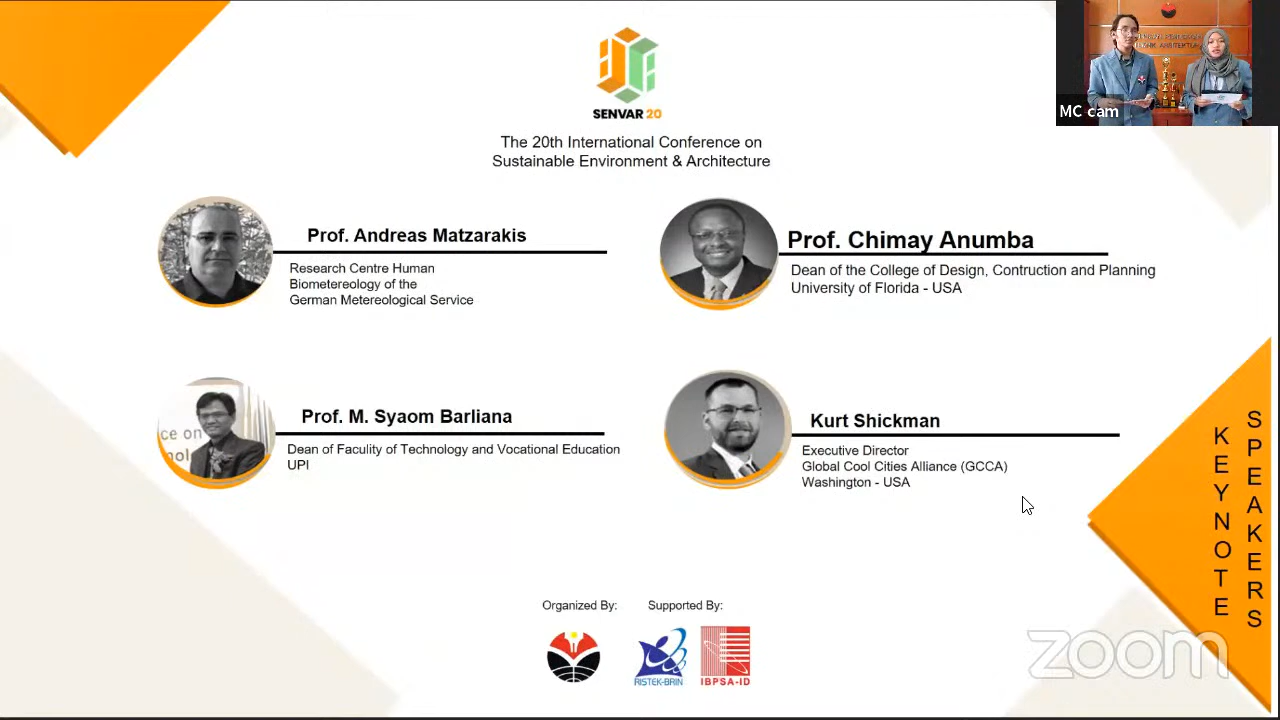 SENVAR 20
The 20th International Conference on
Sustainable Environment & Architecture
MC cam
Prof. Andreas Matzarakis
Research Centre Human
Biometereology of the
German Metereological Service
Prof. Chimay Anumba
Dean of the College of Design, Contruction and Planning
University of Florida - USA
Prof. M. Syaom Barliana
Dean of Facuility of Technology and Vocational Education
UPI
Kurt Shickman
Executive Director
Global Cool Cities Alliance (GCCA)
Washington - USA
KEYNOTE
SPEAKERS
Organized By:
Supported By:
RISTEK-BRIN
IBPSA-ID
zoom